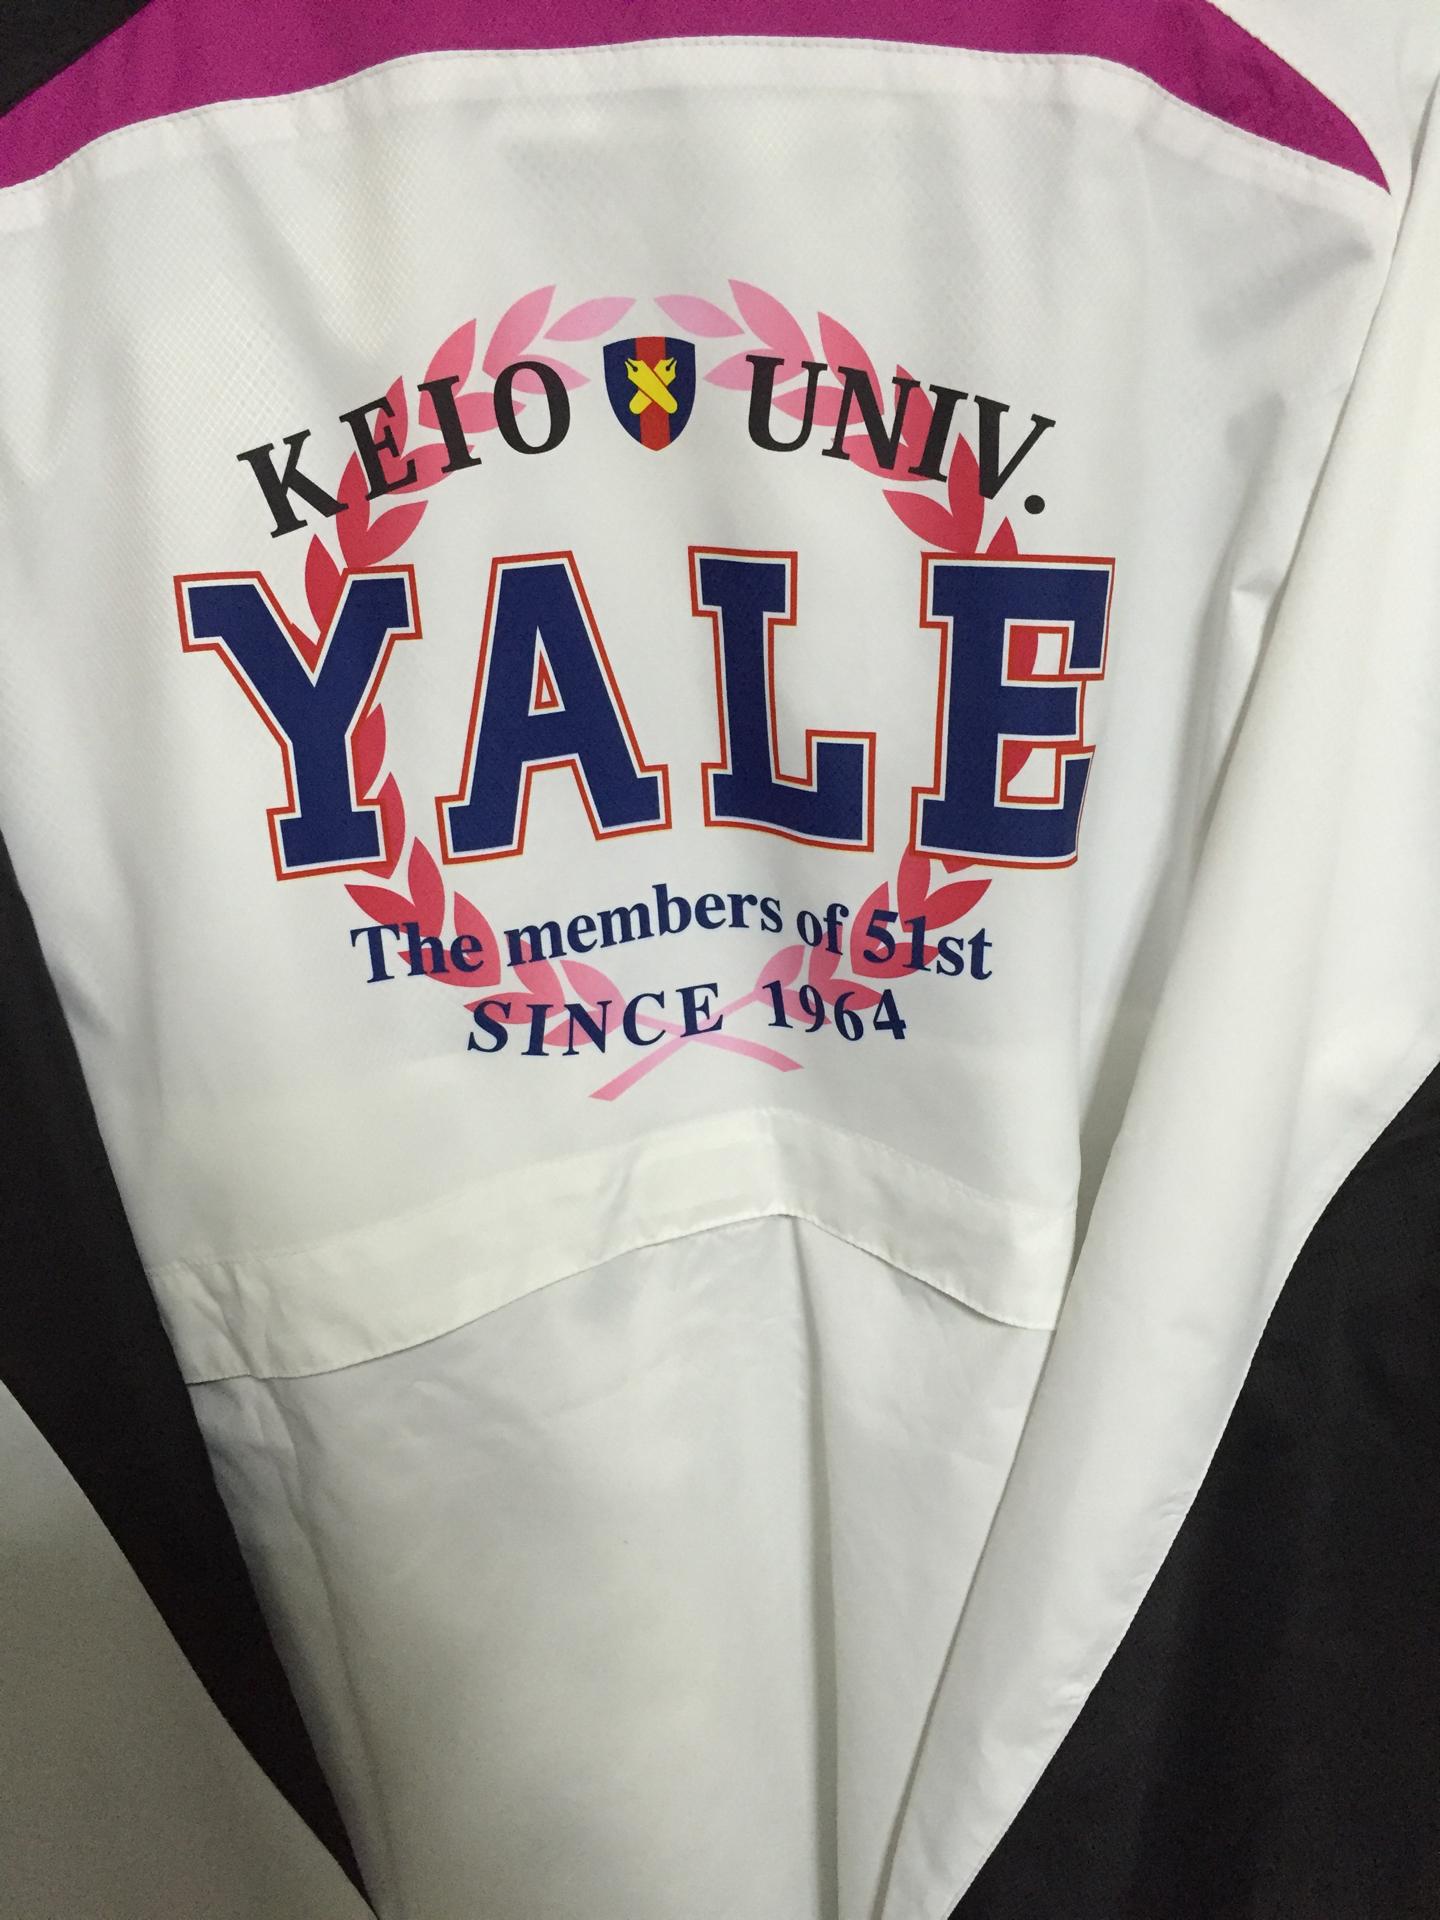 KEIO UNIV.
YALE
The members of 51st
SINCE 1964